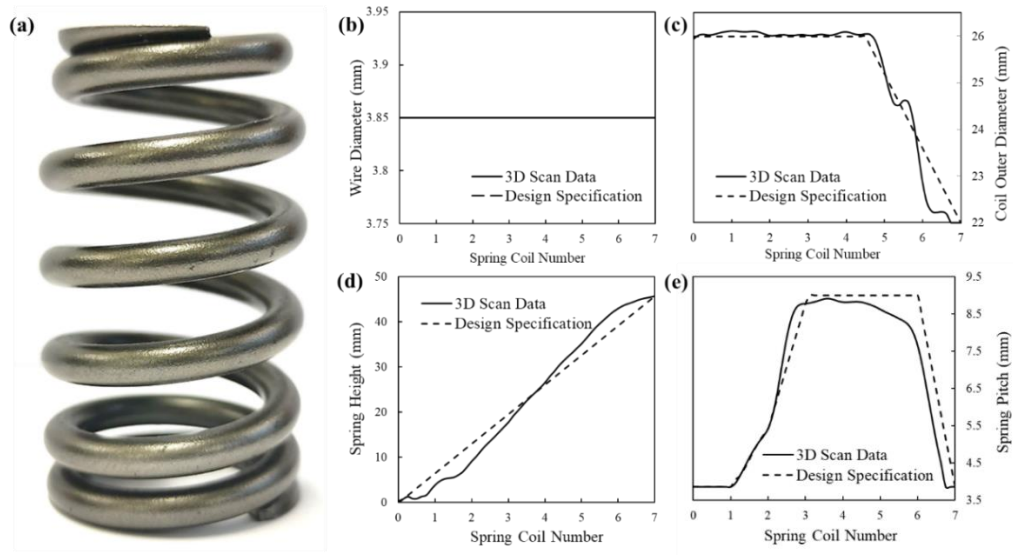 (a)
(b)
3.95
3.9
3.85
3.8
3.75
Wire Diameter (mm)
3D Scan Data
Design Specification
0 1 2 3 4 5 6 7
Spring Coil Number
(c)
26
25
24
23
22
Coil Outer Diameter (mm)
3D Scan Data
Design Specification
0 1 2 3 4 5 6 7
Spring Coil Number
(d)
50
40
30
20
10
0
Spring Height (mm)
3D Scan Data
Design Specification
0 1 2 3 4 5 6 7
Spring Coil Number
(e)
9.5
8.5
7.5
6.5
5.5
4.5
3.5
Spring Pitch (mm)
3D Scan Data
Design Specification
0 1 2 3 4 5 6 7
Spring Coil Number